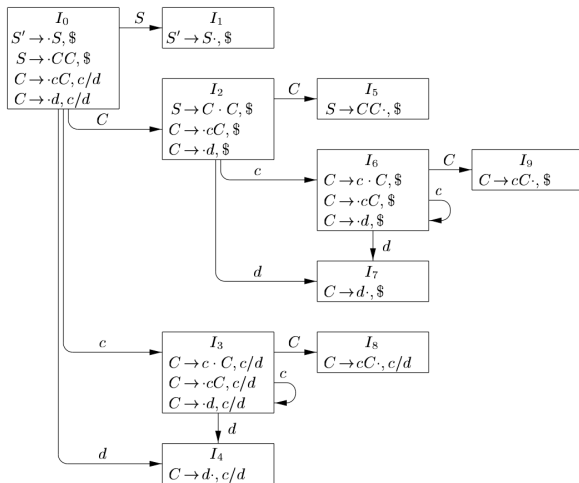 I₀
S′ → ·S, $
S → ·CC, $
C → ·cC, c/d
C → ·d, c/d
S
I₁
S′ → S·, $
C
I₂
S → C · C, $
C → ·cC, $
C → ·d, $
C
I₅
S → CC·, $
c
I₆
C → c · C, $
C → ·cC, $
C → ·d, $
C
I₉
C → cC·, $
c
d
d
I₇
C → d·, $
c
I₃
C → c · C, c/d
C → ·cC, c/d
C → ·d, c/d
C
I₈
C → cC·, c/d
c
d
d
I₄
C → d·, c/d